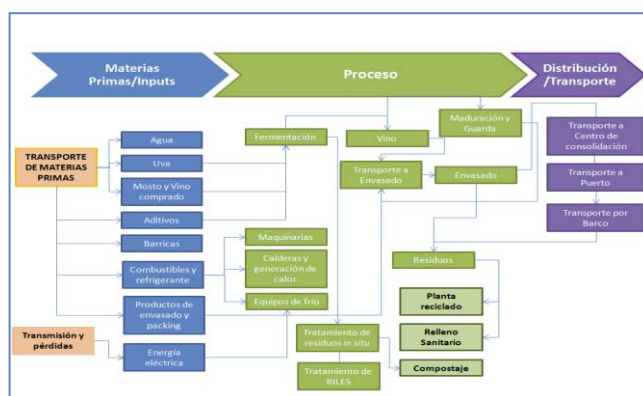 Materias
Primas/Inputs
Proceso
Distribución
/Transporte
TRANSPORTE
DE MATERIAS
PRIMAS
Transmisión y
pérdidas
Agua
Uva
Mosto y Vino
comprado
Aditivos
Barricas
Combustibles y
refrigerante
Productos de
envasado y
packing
Energía
eléctrica
Fermentación
Maquinarias
Calderas y
generación de
calor
Equipos de frio
Tratamiento de
residuos in situ
Tratamiento de
RILES
Vino
Maduración y
Guarda
Transporte a
Envasado
Envasado
Residuos
Planta
reciclado
Relleno
Sanitario
Compostaje
Transporte a
Centro de
consolidación
Transporte a
Puerto
Transporte por
Barco